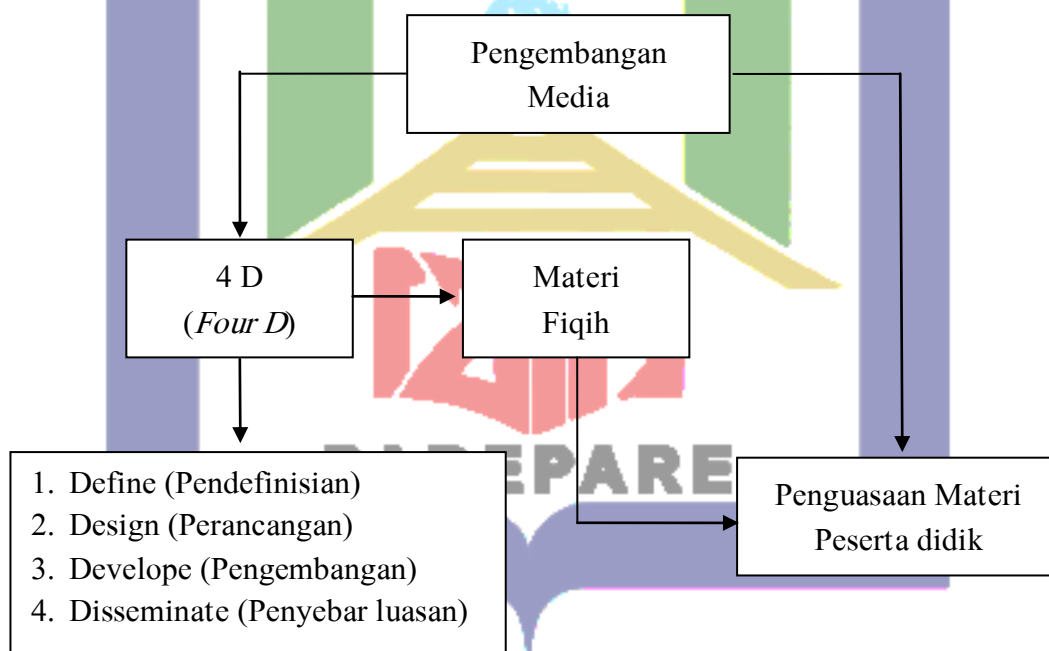 Pengembangan
Media
4 D
(Four D)
Materi
Fiqih
1. Define (Pendefinisian)
2. Design (Perancangan)
3. Develope (Pengembangan)
4. Disseminate (Penyebar luasan)
Penguasaan Materi
Peserta didik
PAREPARE